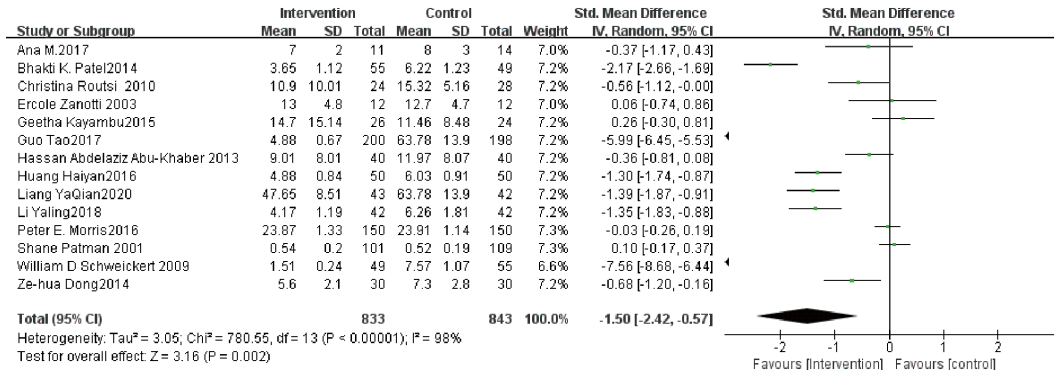 Intervention Control Std. Mean Difference Std. Mean Difference
Study or Subgroup Mean SD Total Mean SD Total Weight IV, Random, 95% CI IV, Random, 95% CI
Ana M.2017 7 2 11 8 3 14 7.0% -0.37 [-1.17, 0.43]
Bhakti K. Patel2014 3.65 1.12 55 6.22 1.23 49 7.2% -2.17 [-2.66, -1.69]
Christina Routsi 2010 10.9 10.01 24 15.32 5.16 28 7.2% -0.56 [-1.12, -0.00]
Ercole Zanotti 2003 13 4.8 12 12.7 4.7 12 7.0% 0.06 [-0.74, 0.86]
Geetha Kayambu2015 14.7 15.14 26 11.46 8.48 24 7.2% 0.26 [-0.30, 0.81]
Guo Tao2017 4.88 0.67 200 63.78 13.9 198 7.2% -5.99 [-6.45, -5.53]
Hassan Abdelaziz Abu-Khaber 2013 9.01 8.01 40 11.97 8.07 40 7.2% -0.36 [-0.81, 0.08]
Huang Haiyan2016 4.88 0.84 50 6.03 0.91 50 7.2% -1.30 [-1.74, -0.87]
Liang YaQian2020 47.65 8.51 43 63.78 13.9 42 7.2% -1.39 [-1.87, -0.91]
Li Yaling2018 4.17 1.19 42 6.26 1.81 42 7.2% -1.35 [-1.83, -0.88]
Peter E. Morris2016 23.87 1.33 150 23.91 1.14 150 7.3% -0.03 [-0.26, 0.19]
Shane Patman 2001 0.54 0.2 101 0.52 0.19 109 7.3% 0.10 [-0.17, 0.37]
William D Schweickert 2009 1.51 0.24 49 7.57 1.07 55 6.6% -7.56 [-8.68, -6.44]
Ze-hua Dong2014 5.6 2.1 30 7.3 2.8 30 7.2% -0.68 [-1.20, -0.16]
Total (95% CI) 833 843 100.0% -1.50 [-2.42, -0.57]
Heterogeneity: Tau² = 3.05; Chi² = 780.55, df = 13 (P < 0.00001); I² = 98%
Test for overall effect: Z = 3.16 (P = 0.002)
-2 -1 0 1 2
Favours [Intervention] Favours [control]